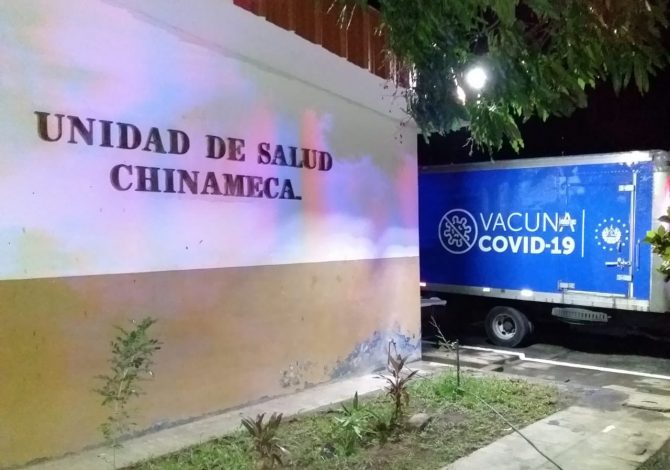 UNIDAD DE SALUD
CHINAMECA
VACUNA
COVID-19